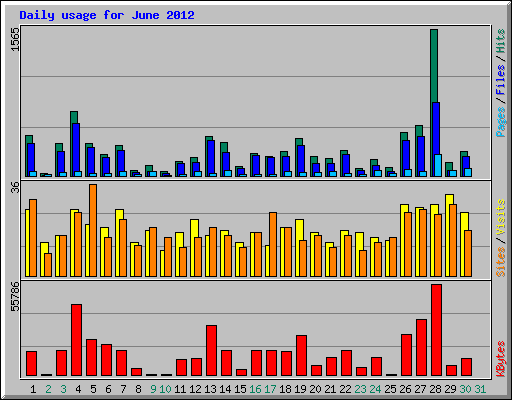 Daily usage for June 2012
1565
Pages / Files / Hits
36
Sites / Visits
55786
KBytes
1 2 3 4 5 6 7 8 9 10 11 12 13 14 15 16 17 18 19 20 21 22 23 24 25 26 27 28 29 30 31